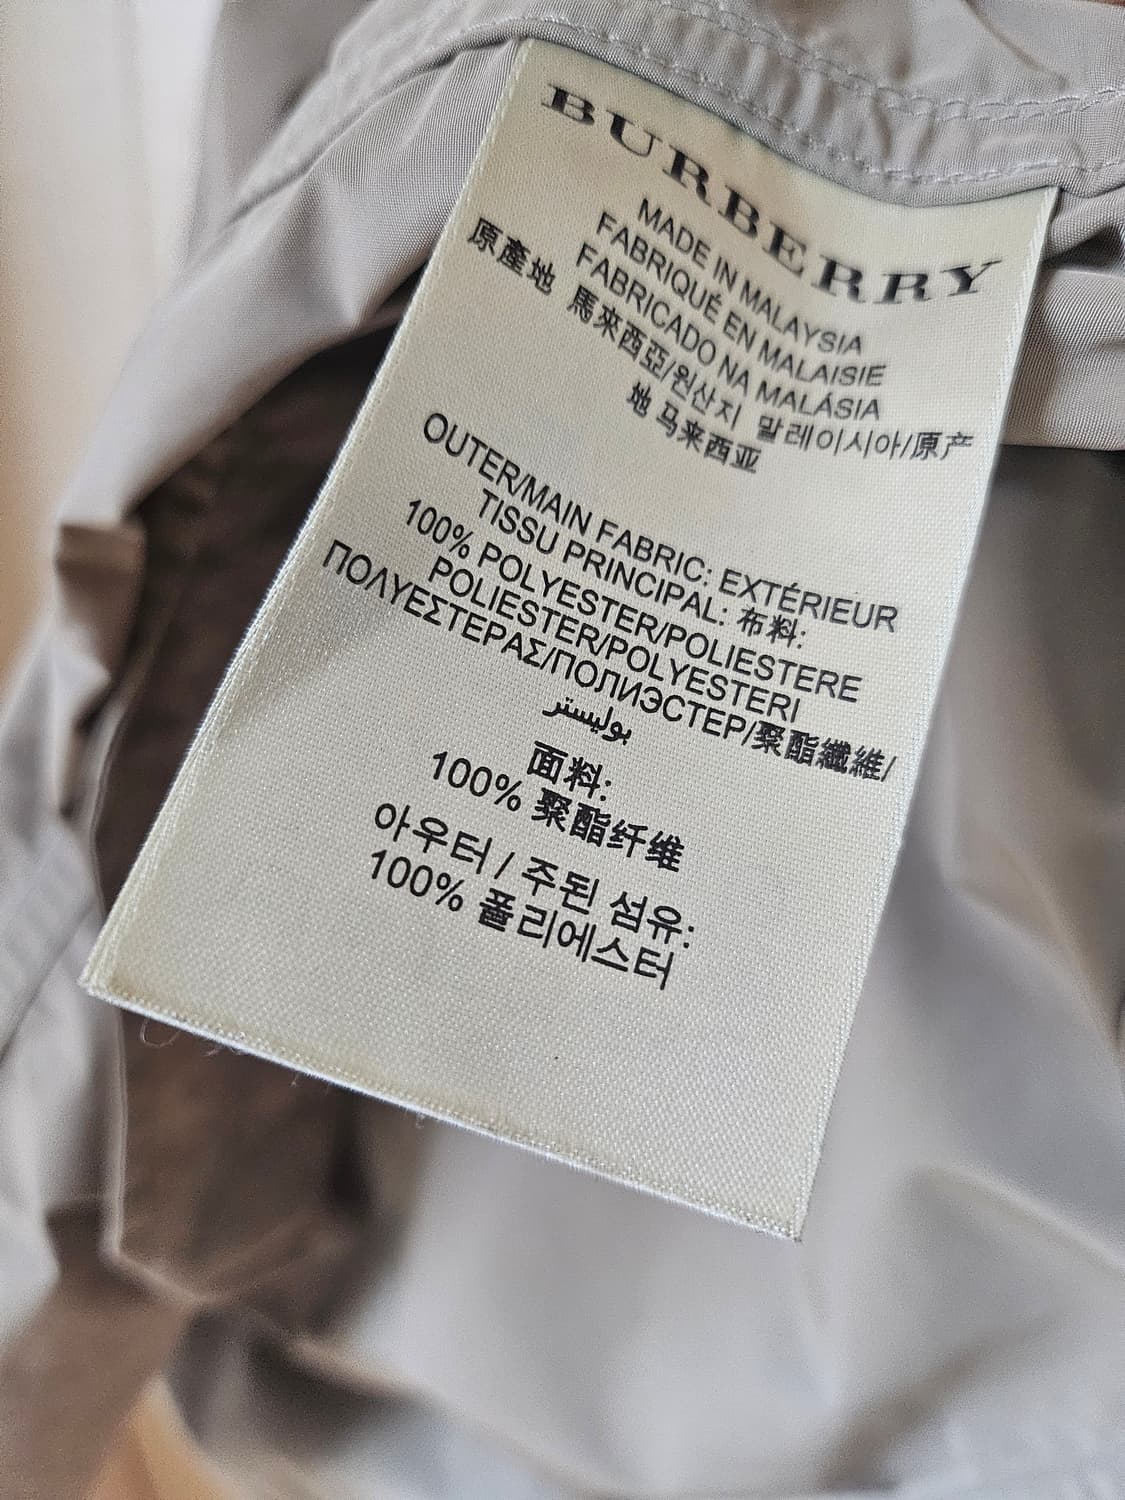 BURBERRY
MADE IN MALAYSIA
FABRIQUÉ EN MALAISIE
FABRICADO NA MALÁSIA
原產地 馬來西亞/원산지 말레이시아/原产
地 马来西亚
OUTER/MAIN FABRIC: EXTÉRIEUR
TISSU PRINCIPAL: 布料:
100% POLYESTER/POLIESTERE
POLIESTER/POLYESTERI
ΠΟΛΥΕΣΤΕΡΑΣ/ПОЛИЭСТЕР/聚酯纖維/
بوليستر
面料:
100% 聚酯纤维
아우터 / 주된 섬유:
100% 폴리에스터